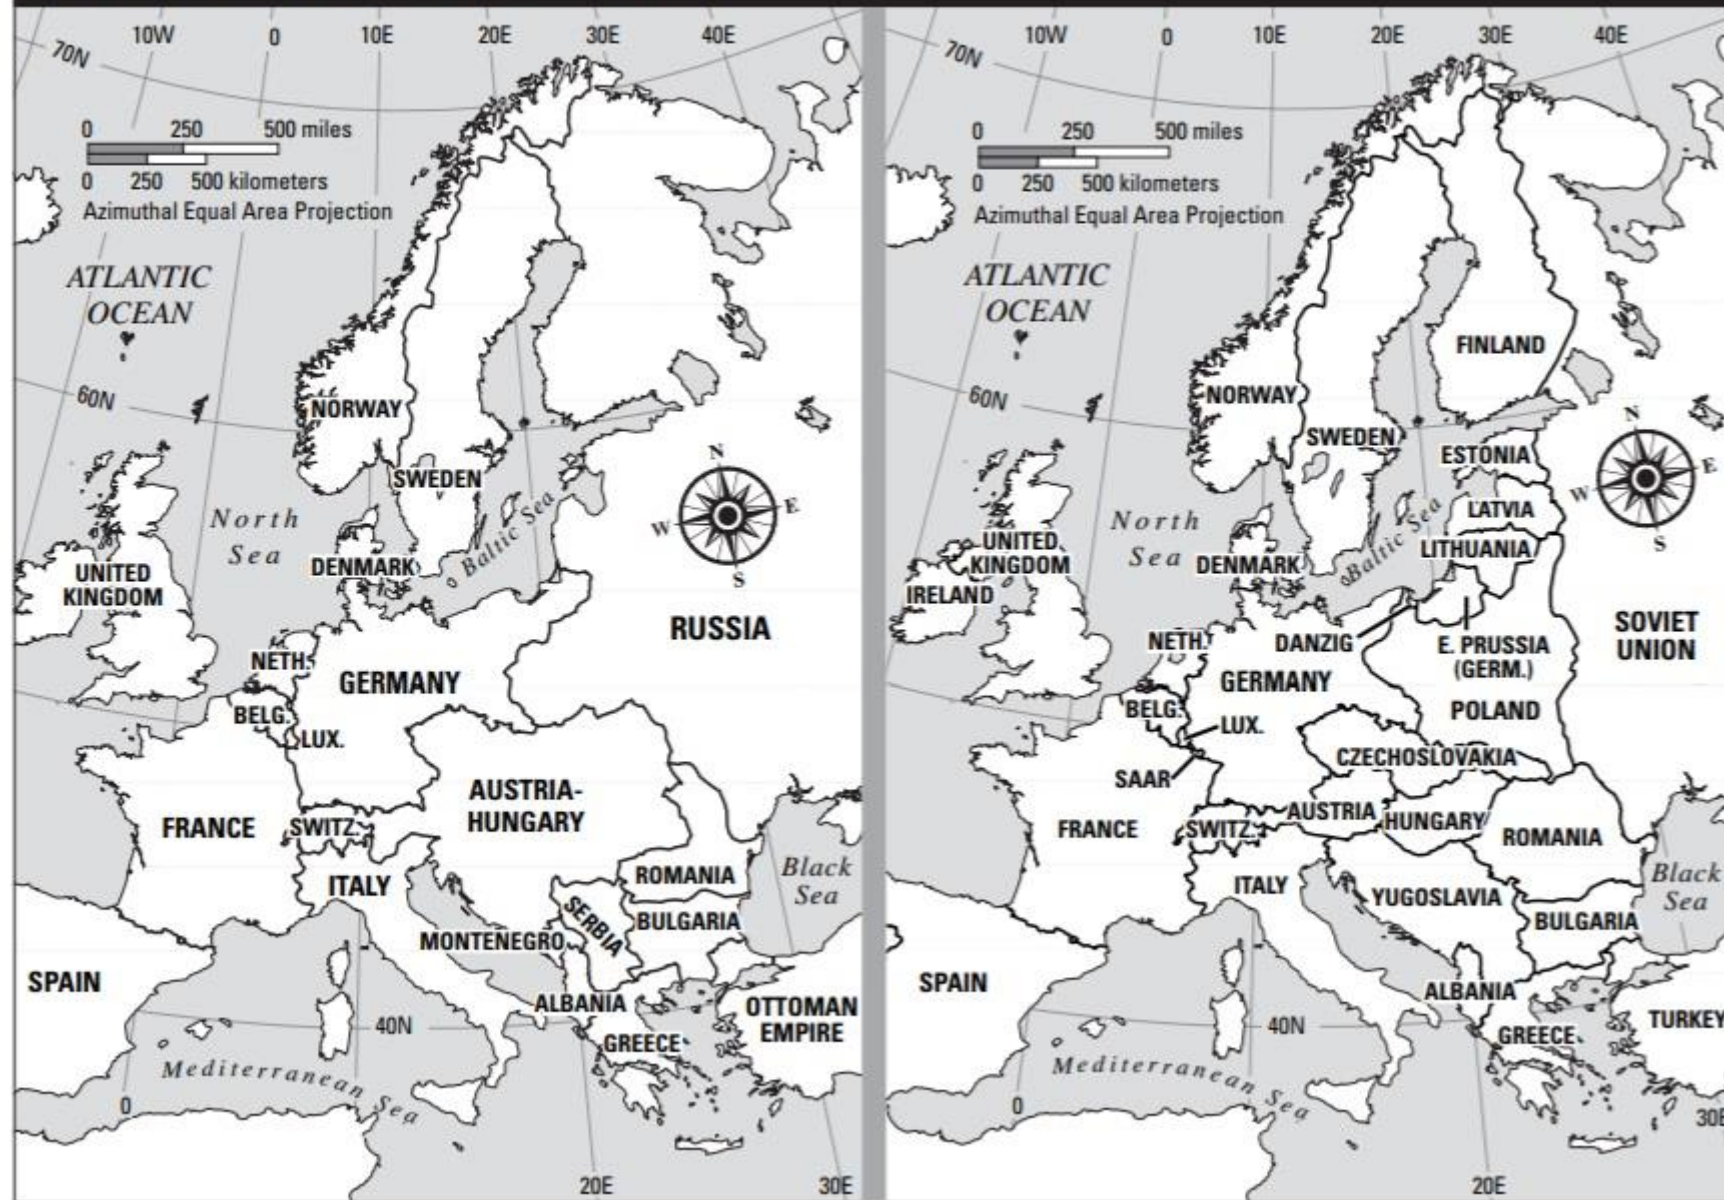 10W 0 10E 20E 30E 40E
70N
0 250 500 miles
0 250 500 kilometers
Azimuthal Equal Area Projection
ATLANTIC
OCEAN
60N
NORWAY
SWEDEN
North
Sea
Baltic Sea
DENMARK
UNITED
KINGDOM
N
E
W
S
RUSSIA
NETH.
GERMANY
BELG.
LUX.
AUSTRIA-
HUNGARY
FRANCE
SWITZ.
ITALY
ROMANIA
Black
Sea
SERBIA
BULGARIA
MONTENEGRO
SPAIN
ALBANIA
OTTOMAN
EMPIRE
40N
GREECE
Mediterranean Sea
0
20E
30E
10W 0 10E 20E 30E 40E
70N
0 250 500 miles
0 250 500 kilometers
Azimuthal Equal Area Projection
ATLANTIC
OCEAN
FINLAND
60N
NORWAY
SWEDEN
ESTONIA
N
E
W
S
North
Sea
Baltic Sea
LATVIA
LITHUANIA
UNITED
KINGDOM
DENMARK
IRELAND
SOVIET
UNION
NETH.
DANZIG
E. PRUSSIA
(GERM.)
GERMANY
POLAND
BELG.
LUX.
CZECHOSLOVAKIA
SAAR
AUSTRIA
HUNGARY
FRANCE
SWITZ.
ROMANIA
ITALY
YUGOSLAVIA
Black
Sea
BULGARIA
SPAIN
ALBANIA
TURKEY
40N
GREECE
Mediterranean Sea
0
30E
20E